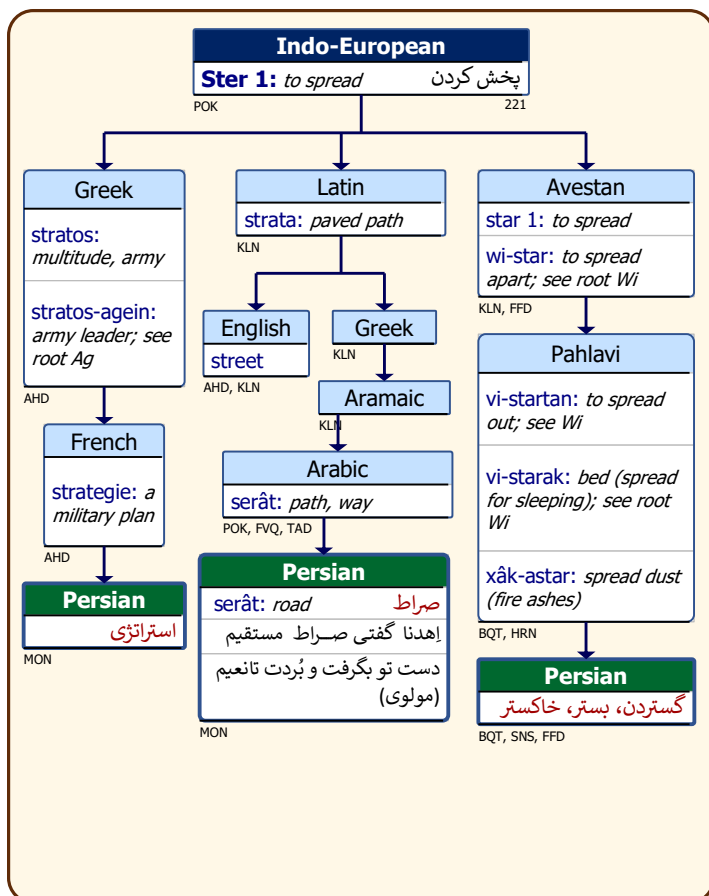 Indo-European
Ster 1: to spread پخش کردن
POK 221
Greek
stratos:
multitude, army
stratos-agein:
army leader; see
root Ag
AHD
French
strategie: a
military plan
AHD
Persian
استراتژی
MON
Latin
strata: paved path
KLN
English
street
AHD, KLN
Greek
KLN
Aramaic
KLN
Arabic
serât: path, way
POK, FVQ, TAD
Persian
serât: road صراط
اِهدنا گفتی صـــراط مستقیم
دست تو بگرفت و بُردت تانعیم
(مولوی)
MON
Avestan
star 1: to spread
wi-star: to spread
apart; see root Wi
KLN, FFD
Pahlavi
vi-startan: to spread
out; see Wi
vi-starak: bed (spread
for sleeping); see root
Wi
xâk-astar: spread dust
(fire ashes)
BQT, HRN
Persian
گستردن، بستر، خاکستر
BQT, SNS, FFD